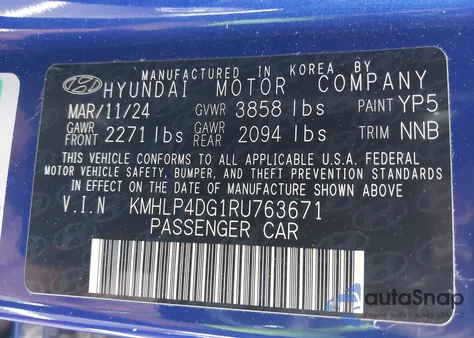 MANUFACTURED IN KOREA BY
HYUNDAI MOTOR COMPANY
MAR/11/24 GVWR 3858 lbs PAINT YP5
GAWR FRONT 2271 lbs GAWR REAR 2094 lbs TRIM NNB
THIS VEHICLE CONFORMS TO ALL APPLICABLE U.S.A. FEDERAL
MOTOR VEHICLE SAFETY, BUMPER, AND THEFT PREVENTION STANDARDS
IN EFFECT ON THE DATE OF MANUFACTURE SHOWN ABOVE
V.I.N KMHLP4DG1RU763671
PASSENGER CAR
autoSnap